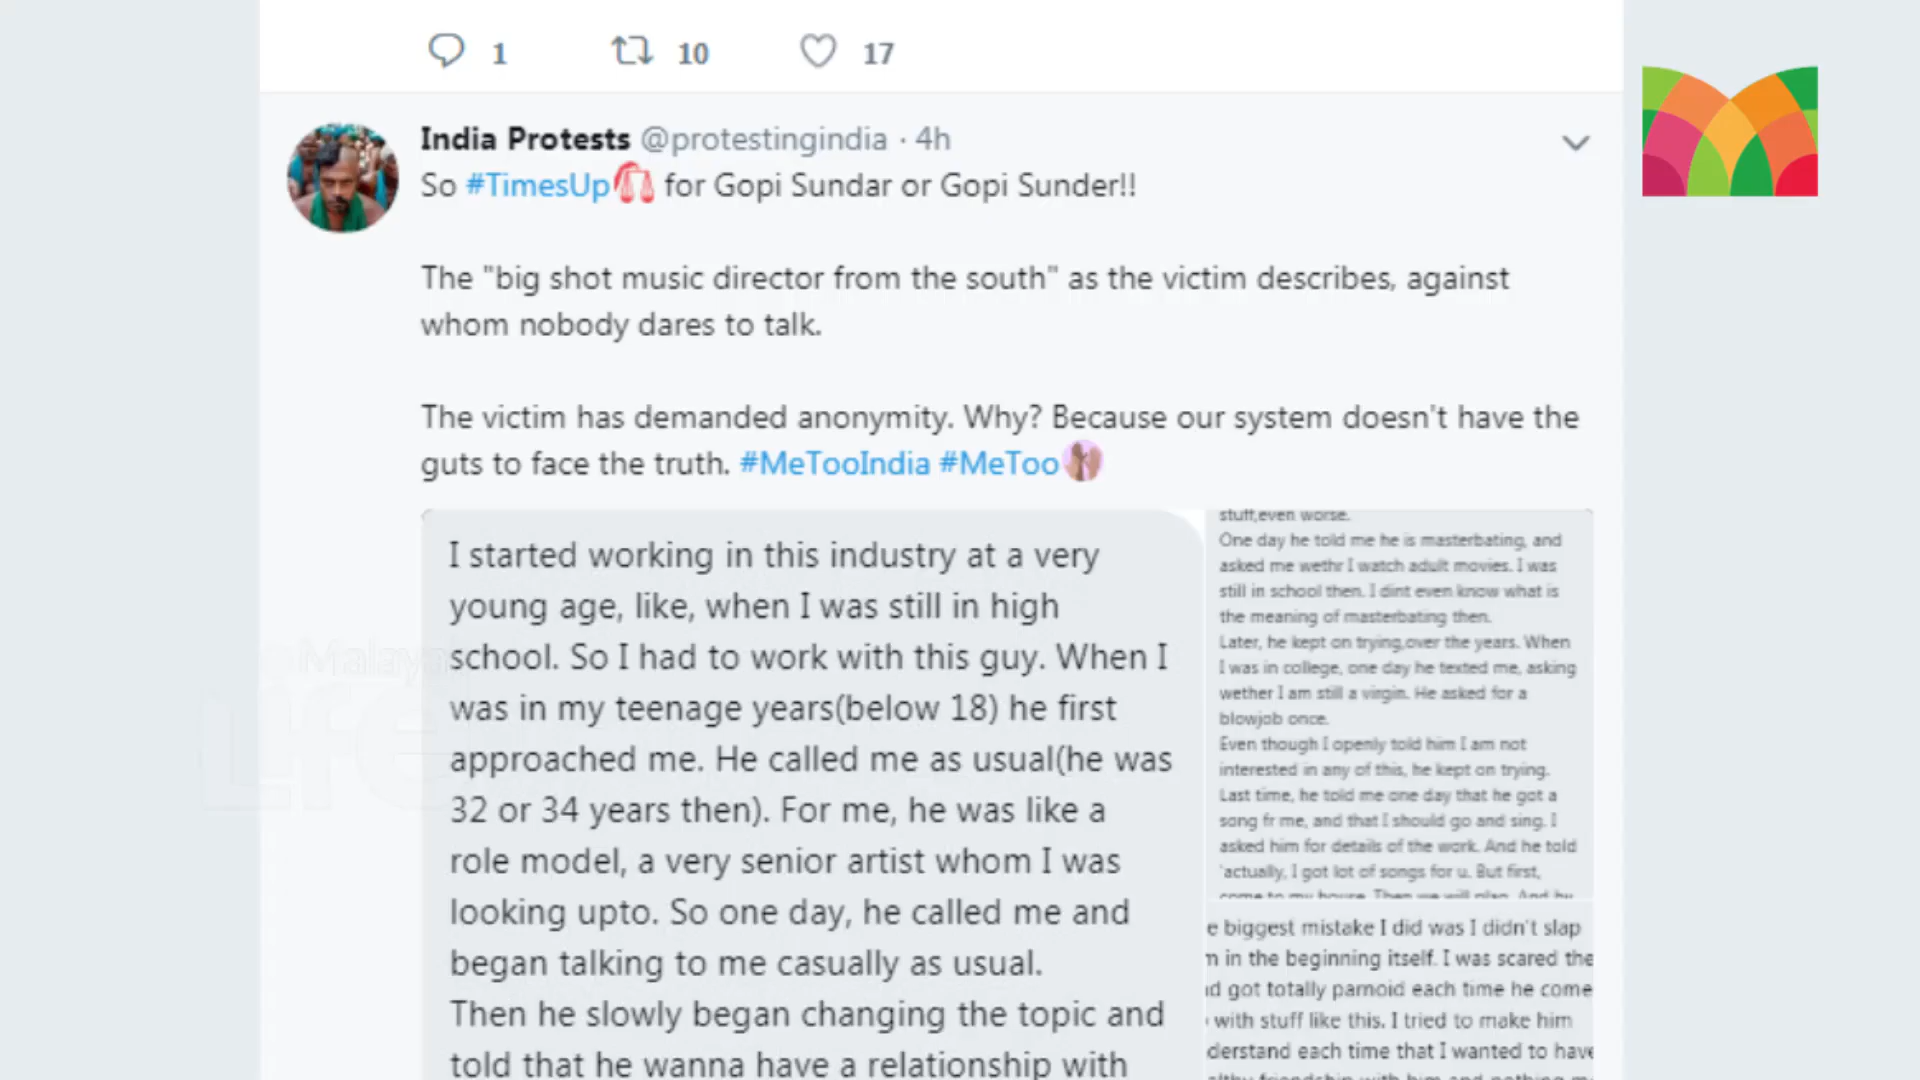 1 10 17
India Protests @protestingindia · 4h
So #TimesUp for Gopi Sundar or Gopi Sunder!!
The "big shot music director from the south" as the victim describes, against
whom nobody dares to talk.
The victim has demanded anonymity. Why? Because our system doesn't have the
guts to face the truth. #MeTooIndia #MeToo
I started working in this industry at a very
young age, like, when I was still in high
school. So I had to work with this guy. When I
was in my teenage years(below 18) he first
approached me. He called me as usual(he was
32 or 34 years then). For me, he was like a
role model, a very senior artist whom I was
looking upto. So one day, he called me and
began talking to me casually as usual.
Then he slowly began changing the topic and
told that he wanna have a relationship with
stuff,even worse.
One day he told me he is masterbating, and
asked me wethr I watch adult movies. I was
still in school then. I dint even know what is
the meaning of masterbating then.
Later, he kept on trying,over the years. When
I was in college, one day he texted me, asking
wether I am still a virgin. He asked for a
blowjob once.
Even though I openly told him I am not
interested in any of this, he kept on trying.
Last time, he told me one day that he got a
song fr me, and that I should go and sing. I
asked him for details of the work. And he told
'actually, I got lot of songs for u. But first,
come to my house. Then we will plan. And by
e biggest mistake I did was I didn't slap
n in the beginning itself. I was scared the
d got totally parnoid each time he come
with stuff like this. I tried to make him
derstand each time that I wanted to have
Malaya
Life